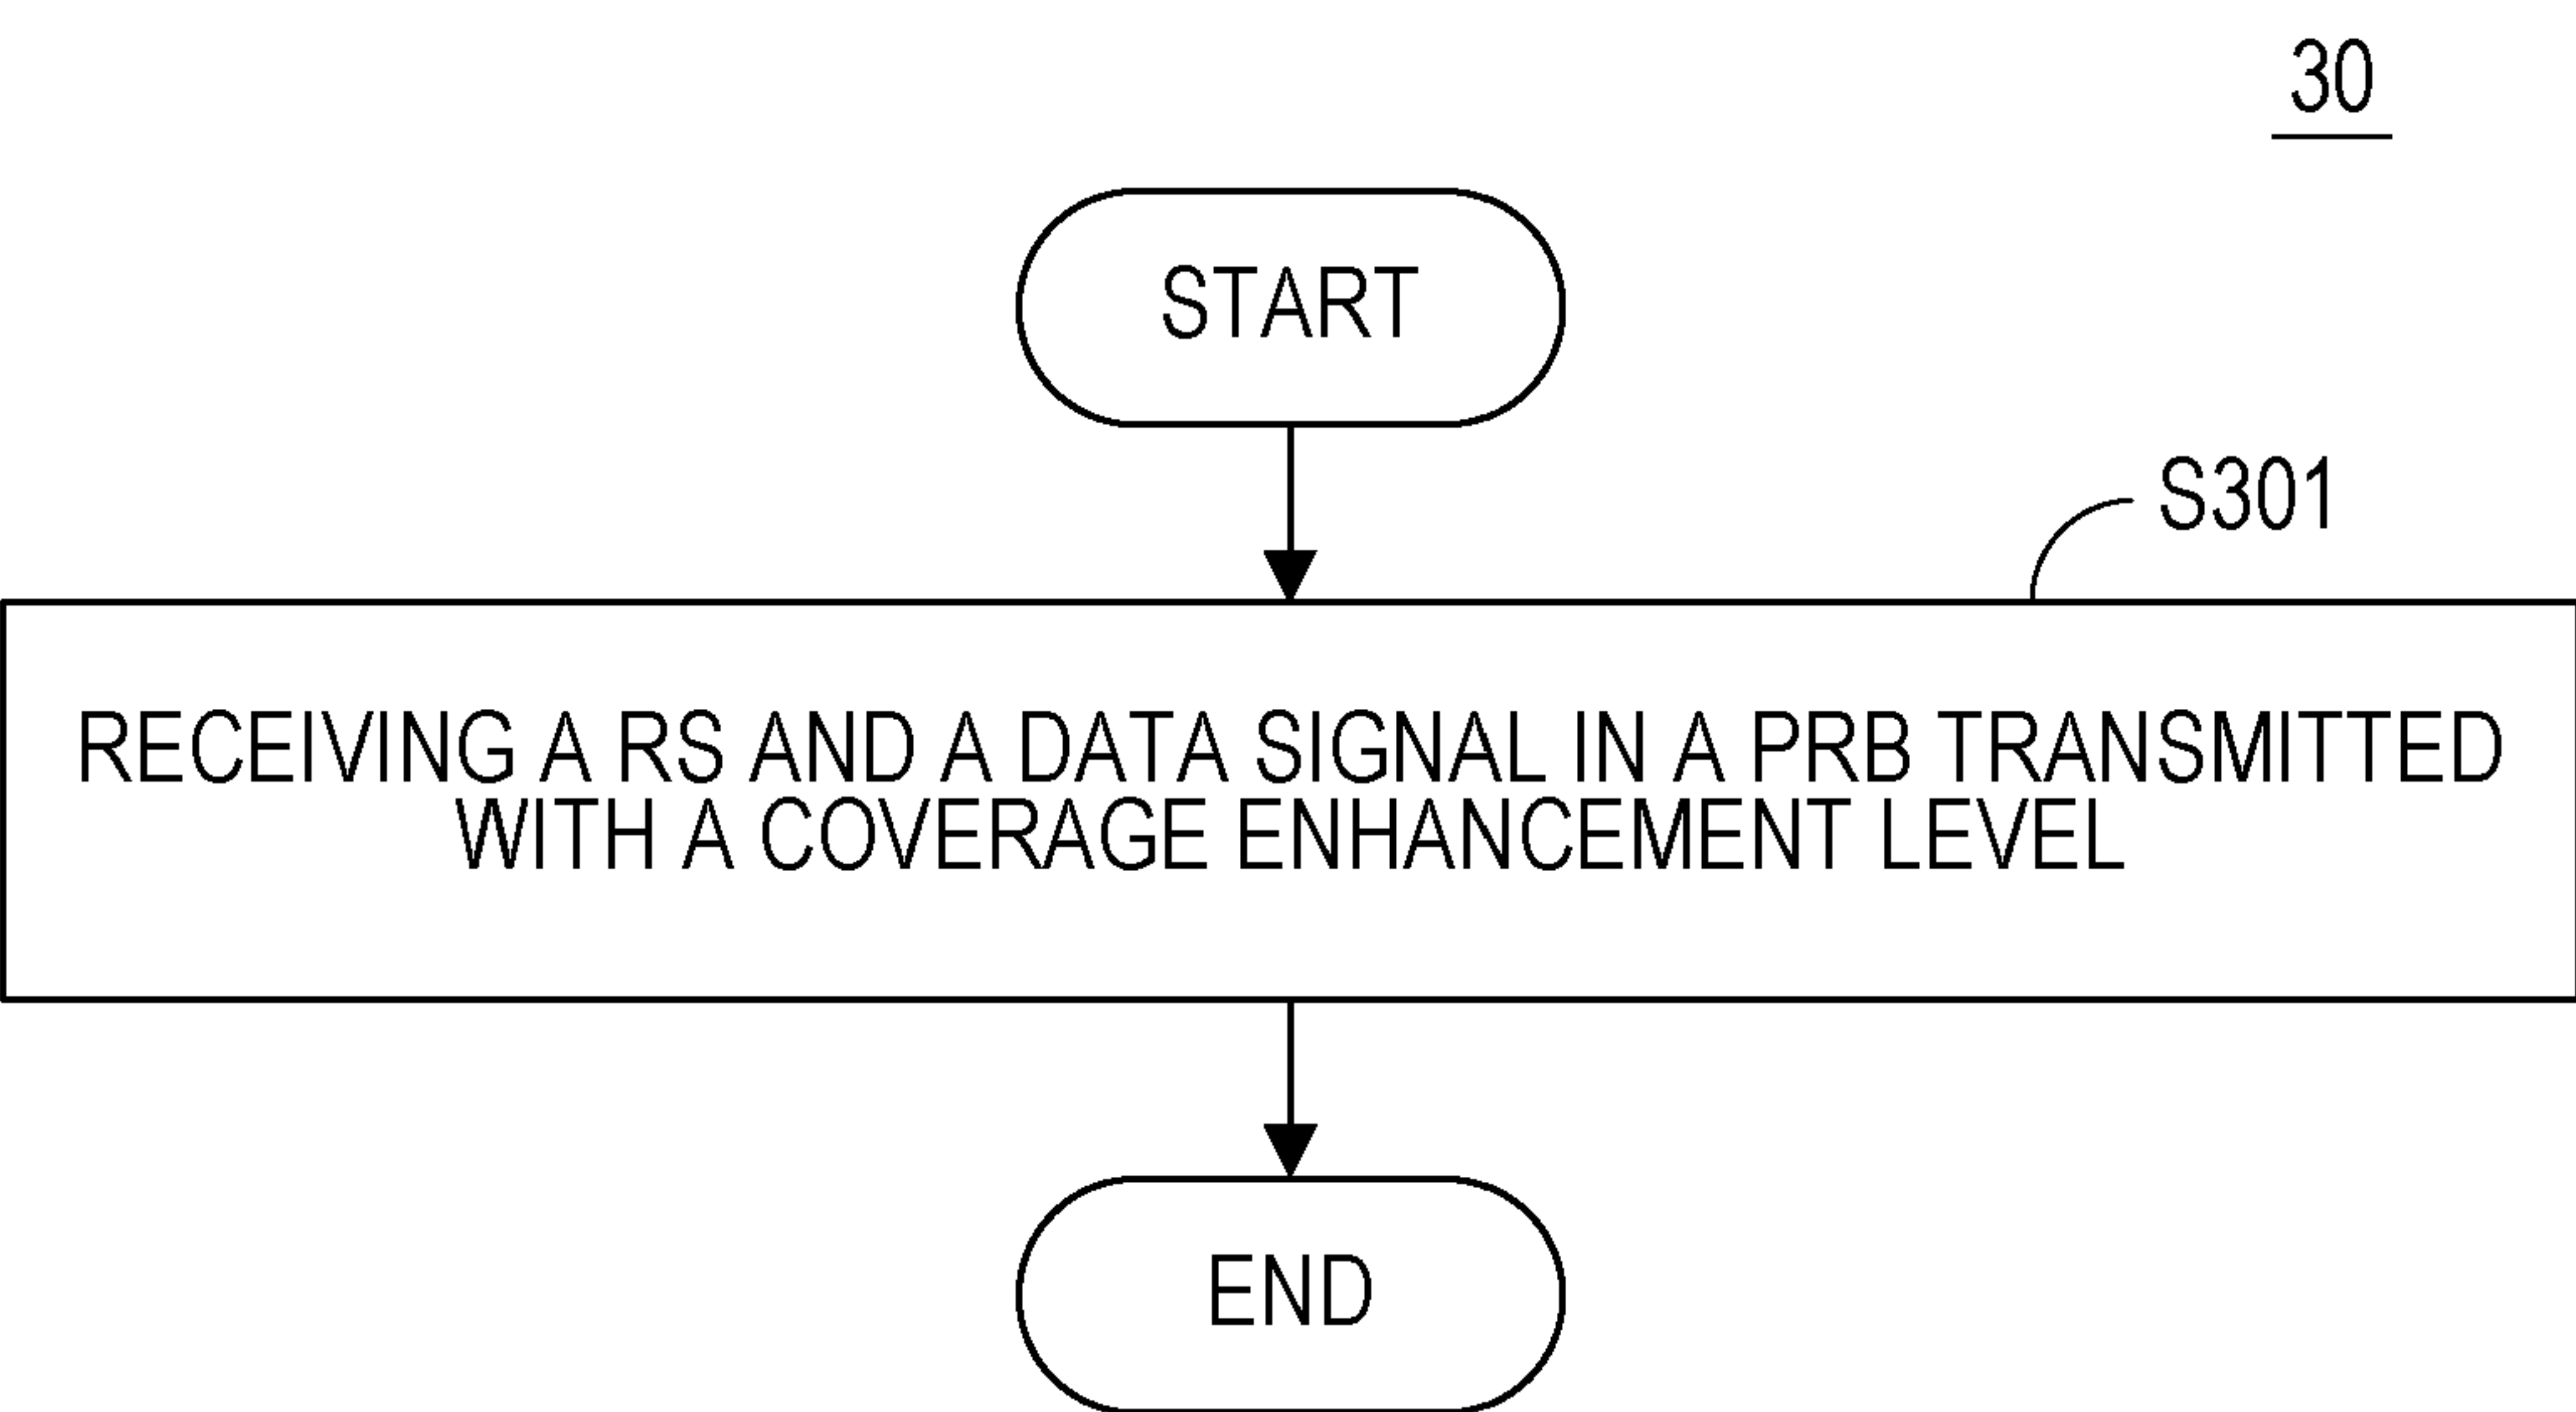 30
START
S301
RECEIVING A RS AND A DATA SIGNAL IN A PRB TRANSMITTED
WITH A COVERAGE ENHANCEMENT LEVEL
END